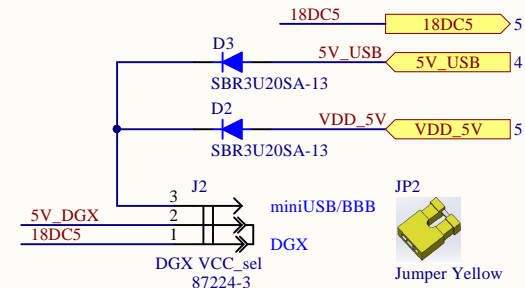 18DC5
18DC5
5
D3
5V_USB
5V_USB
4
SBR3U20SA-13
D2
VDD_5V
VDD_5V
5
SBR3U20SA-13
J2
JP2
3
miniUSB/BBB
5V_DGX
2
18DC5
1
DGX
DGX VCC_sel
87224-3
Jumper Yellow